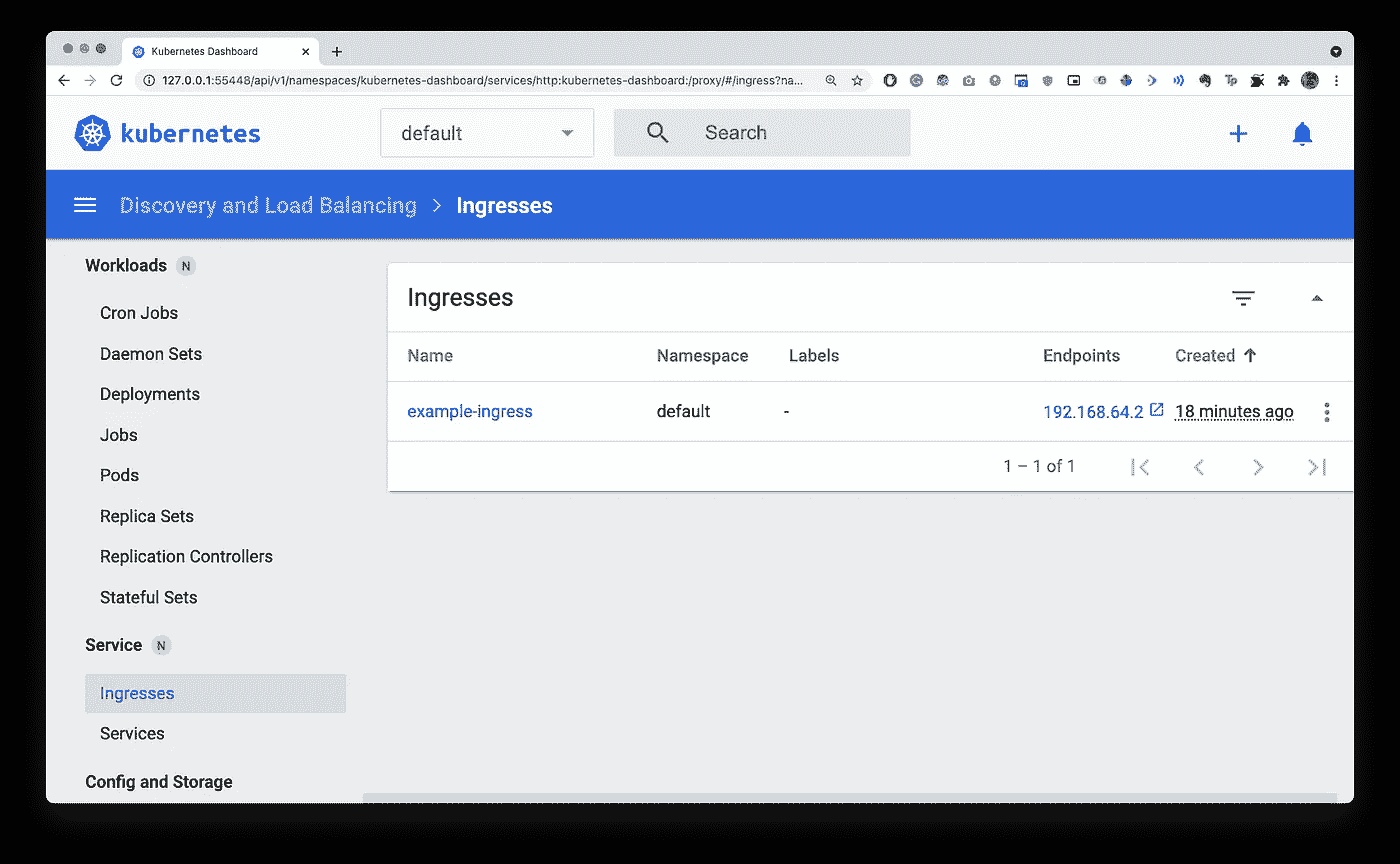 Kubernetes Dashboard
127.0.0.1:55448/api/v1/namespaces/kubernetes-dashboard/services/http:kubernetes-dashboard:/proxy/#/ingress?na...
kubernetes
default
Search
Discovery and Load Balancing > Ingresses
Workloads N
Cron Jobs
Daemon Sets
Deployments
Jobs
Pods
Replica Sets
Replication Controllers
Stateful Sets
Service N
Ingresses
Services
Config and Storage
Ingresses
Name Namespace Labels Endpoints Created
example-ingress default - 192.168.64.2 18 minutes ago
1 – 1 of 1